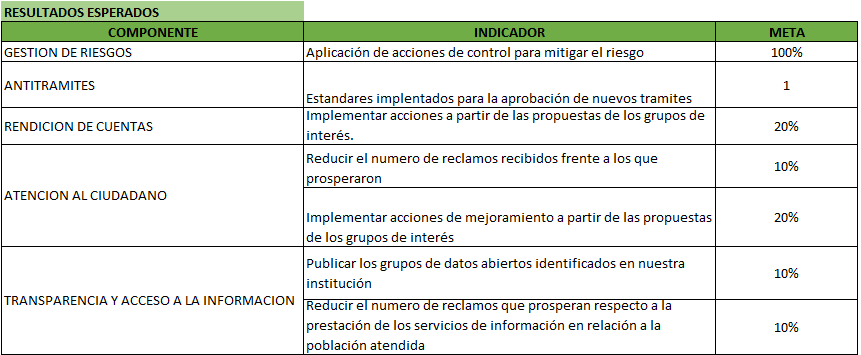 RESULTADOS ESPERADOS
COMPONENTE INDICADOR META
GESTION DE RIESGOS Aplicación de acciones de control para mitigar el riesgo 100%
ANTITRAMITES Estandares implentados para la aprobación de nuevos tramites 1
RENDICION DE CUENTAS Implementar acciones a partir de las propuestas de los grupos de
interés. 20%
ATENCION AL CIUDADANO Reducir el numero de reclamos recibidos frente a los que
prosperaron 10%
Implementar acciones de mejoramiento a partir de las propuestas
de los grupos de interés 20%
TRANSPARENCIA Y ACCESO A LA INFORMACION Publicar los grupos de datos abiertos identificados en nuestra
institución 10%
Reducir el numero de reclamos que prosperan respecto a la
prestación de los servicios de información en relación a la
población atendida 10%